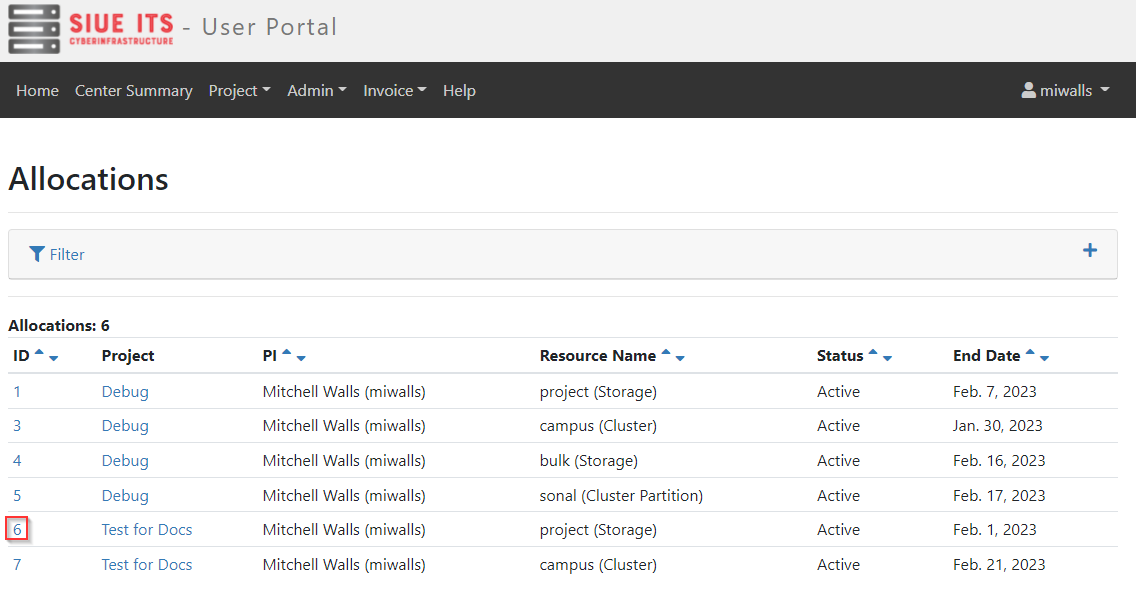 SIUE ITS
CYBERINFRASTRUCTURE
- User Portal
Home Center Summary Project Admin Invoice Help miwalls
Allocations
Filter +
Allocations: 6
ID Project PI Resource Name Status End Date
1 Debug Mitchell Walls (miwalls) project (Storage) Active Feb. 7, 2023
3 Debug Mitchell Walls (miwalls) campus (Cluster) Active Jan. 30, 2023
4 Debug Mitchell Walls (miwalls) bulk (Storage) Active Feb. 16, 2023
5 Debug Mitchell Walls (miwalls) sonal (Cluster Partition) Active Feb. 17, 2023
6 Test for Docs Mitchell Walls (miwalls) project (Storage) Active Feb. 1, 2023
7 Test for Docs Mitchell Walls (miwalls) campus (Cluster) Active Feb. 21, 2023